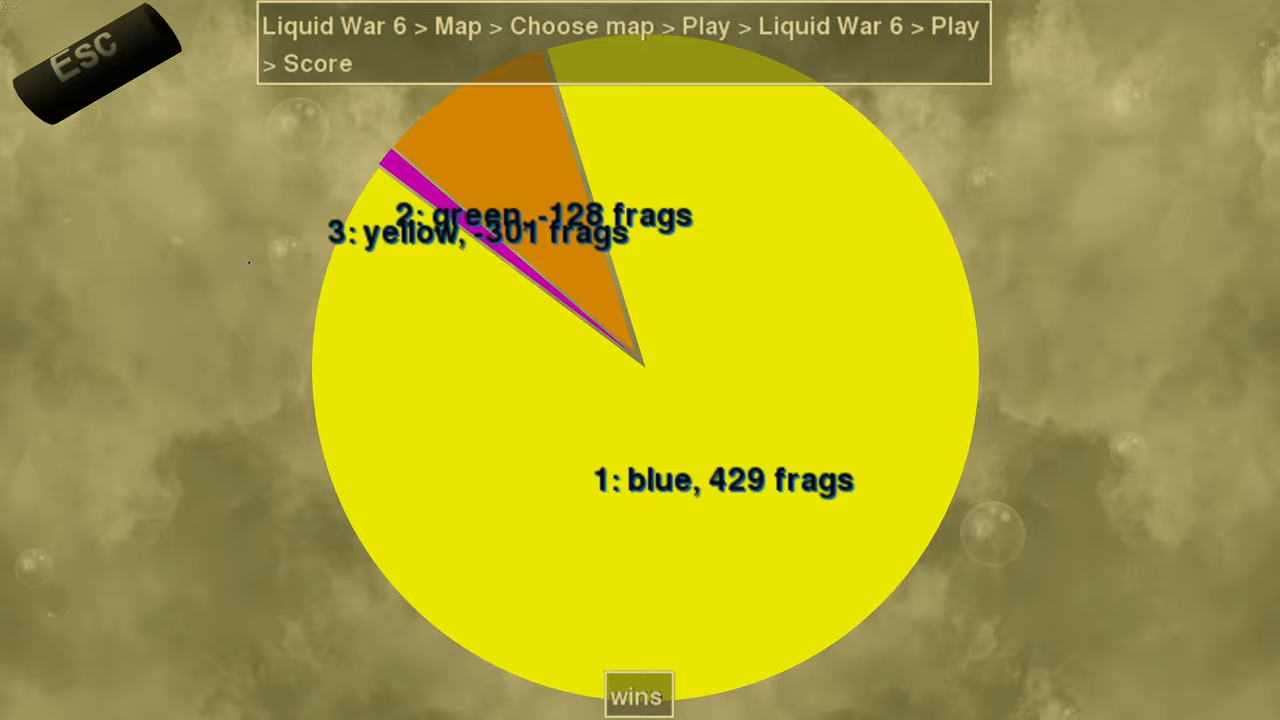 ESC
Liquid War 6 > Map > Choose map > Play > Liquid War 6 > Play
> Score
2: green, -128 frags
3: yellow, -301 frags
1: blue, 429 frags
wins